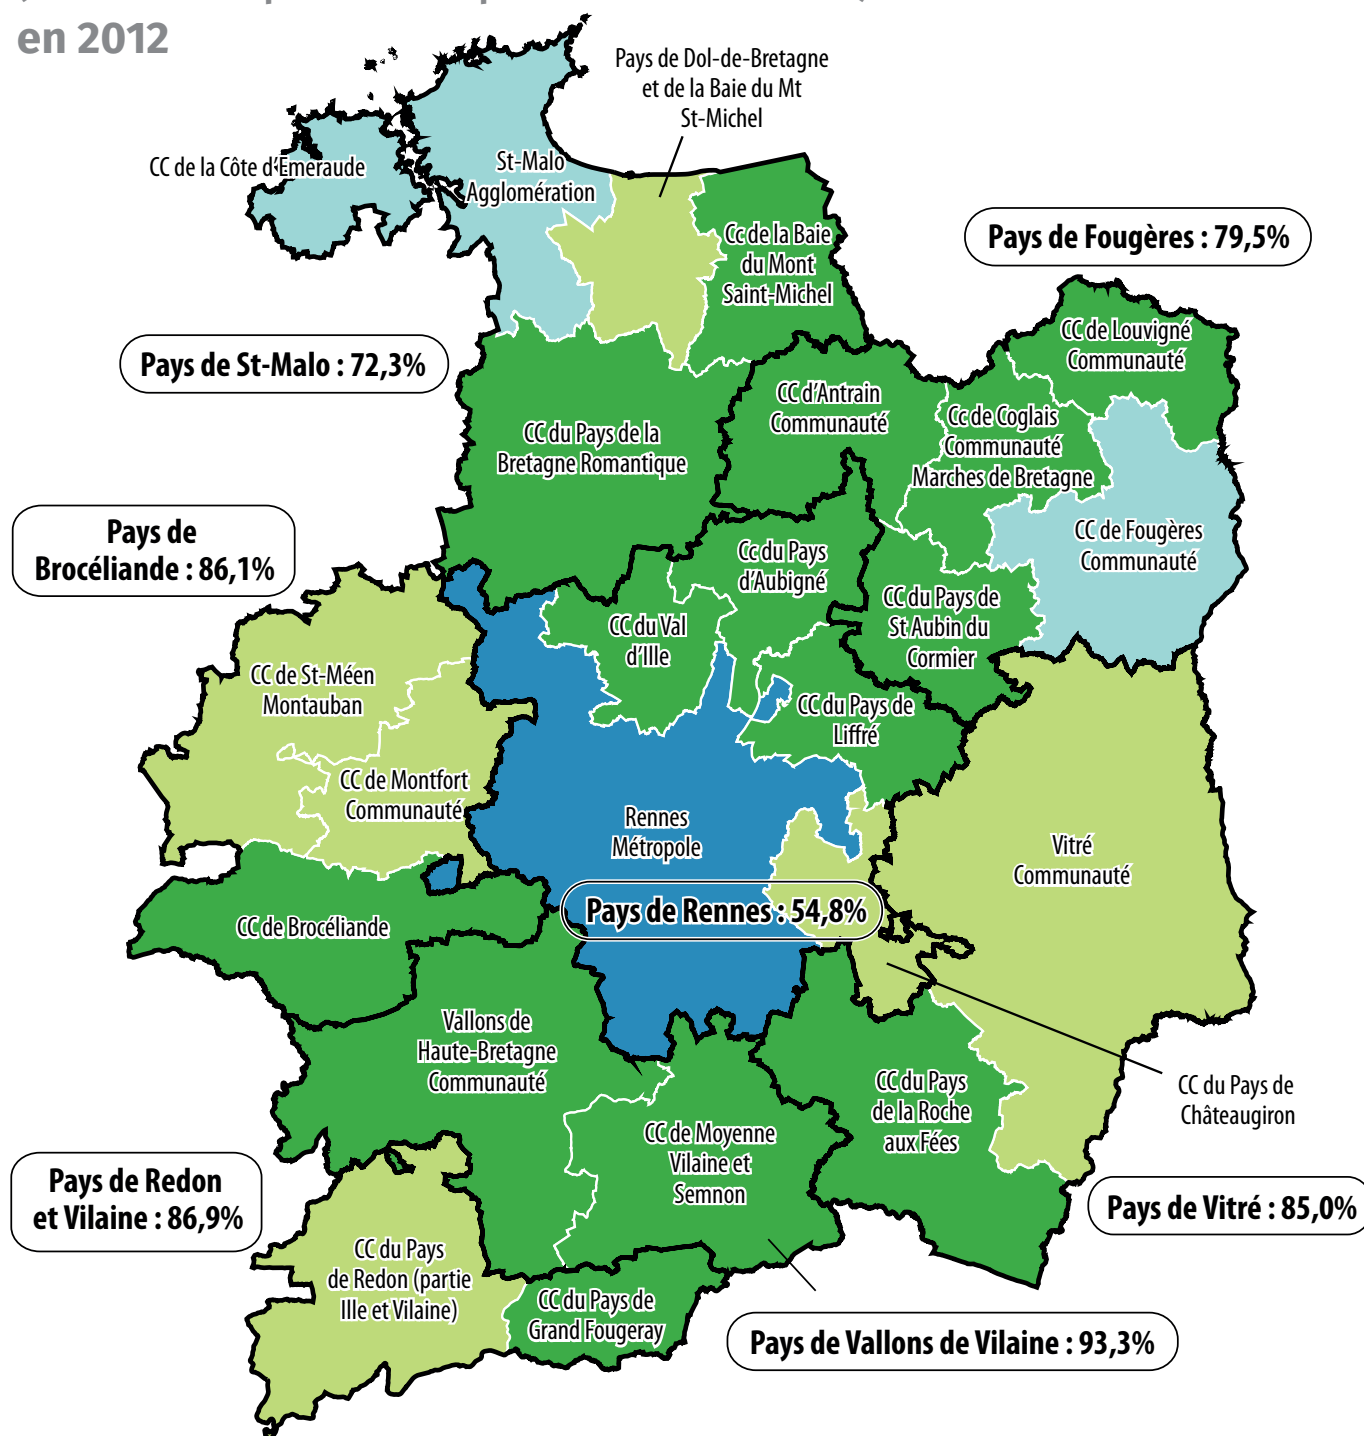 en 2012
Pays de Dol-de-Bretagne
et de la Baie du Mt
St-Michel
CC de la Côte d'Emeraude
St-Malo
Agglomération
Cc de la Baie
du Mont
Saint-Michel
Pays de Fougères : 79,5%
CC de Louvigné
Communauté
Pays de St-Malo : 72,3%
CC d'Antrain
Communauté
Cc de Coglais
Communauté
Marches de Bretagne
CC du Pays de la
Bretagne Romantique
Pays de
Brocéliande : 86,1%
CC de Fougères
Communauté
Cc du Pays
d'Aubigné
CC du Pays de
St Aubin du
Cormier
CC du Val
d'Ille
CC de St-Méen
Montauban
CC du Pays de
Liffré
CC de Montfort
Communauté
Rennes
Métropole
Vitré
Communauté
Pays de Rennes : 54,8%
CC de Brocéliande
Vallons de
Haute-Bretagne
Communauté
CC du Pays
de la Roche
aux Fées
CC du Pays de
Châteaugiron
CC de Moyenne
Vilaine et
Semnon
Pays de Redon
et Vilaine : 86,9%
Pays de Vitré : 85,0%
CC du Pays
de Redon (partie
Ille et Vilaine)
CC du Pays de
Grand Fougeray
Pays de Vallons de Vilaine : 93,3%